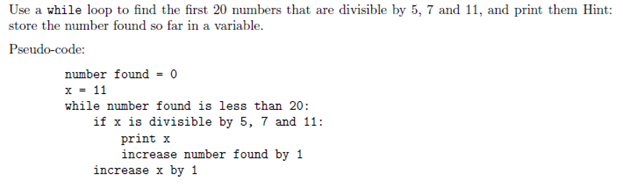 Use a while loop to find the first 20 numbers that are divisible by 5, 7 and 11, and print them Hint:
store the number found so far in a variable.
Pseudo-code:
number found = 0
x = 11
while number found is less than 20:
if x is divisible by 5, 7 and 11:
print x
increase number found by 1
increase x by 1